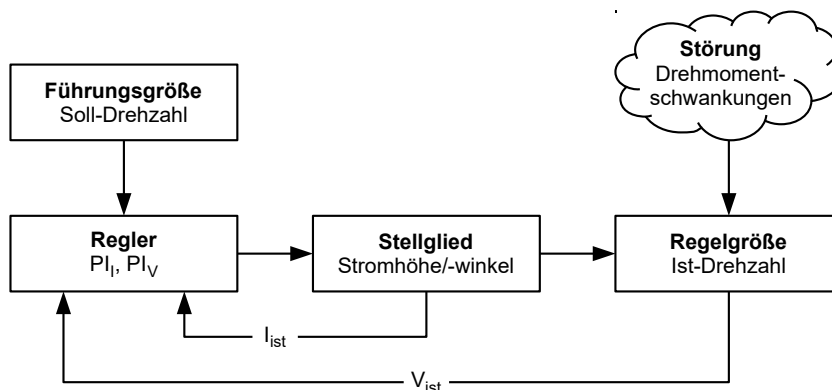 Störung
Drehmoment-
schwankungen
Führungsgröße
Soll-Drehzahl
Regler
PI_I, PI_V
Stellglied
Stromhöhe/-winkel
Regelgröße
Ist-Drehzahl
I_ist
V_ist